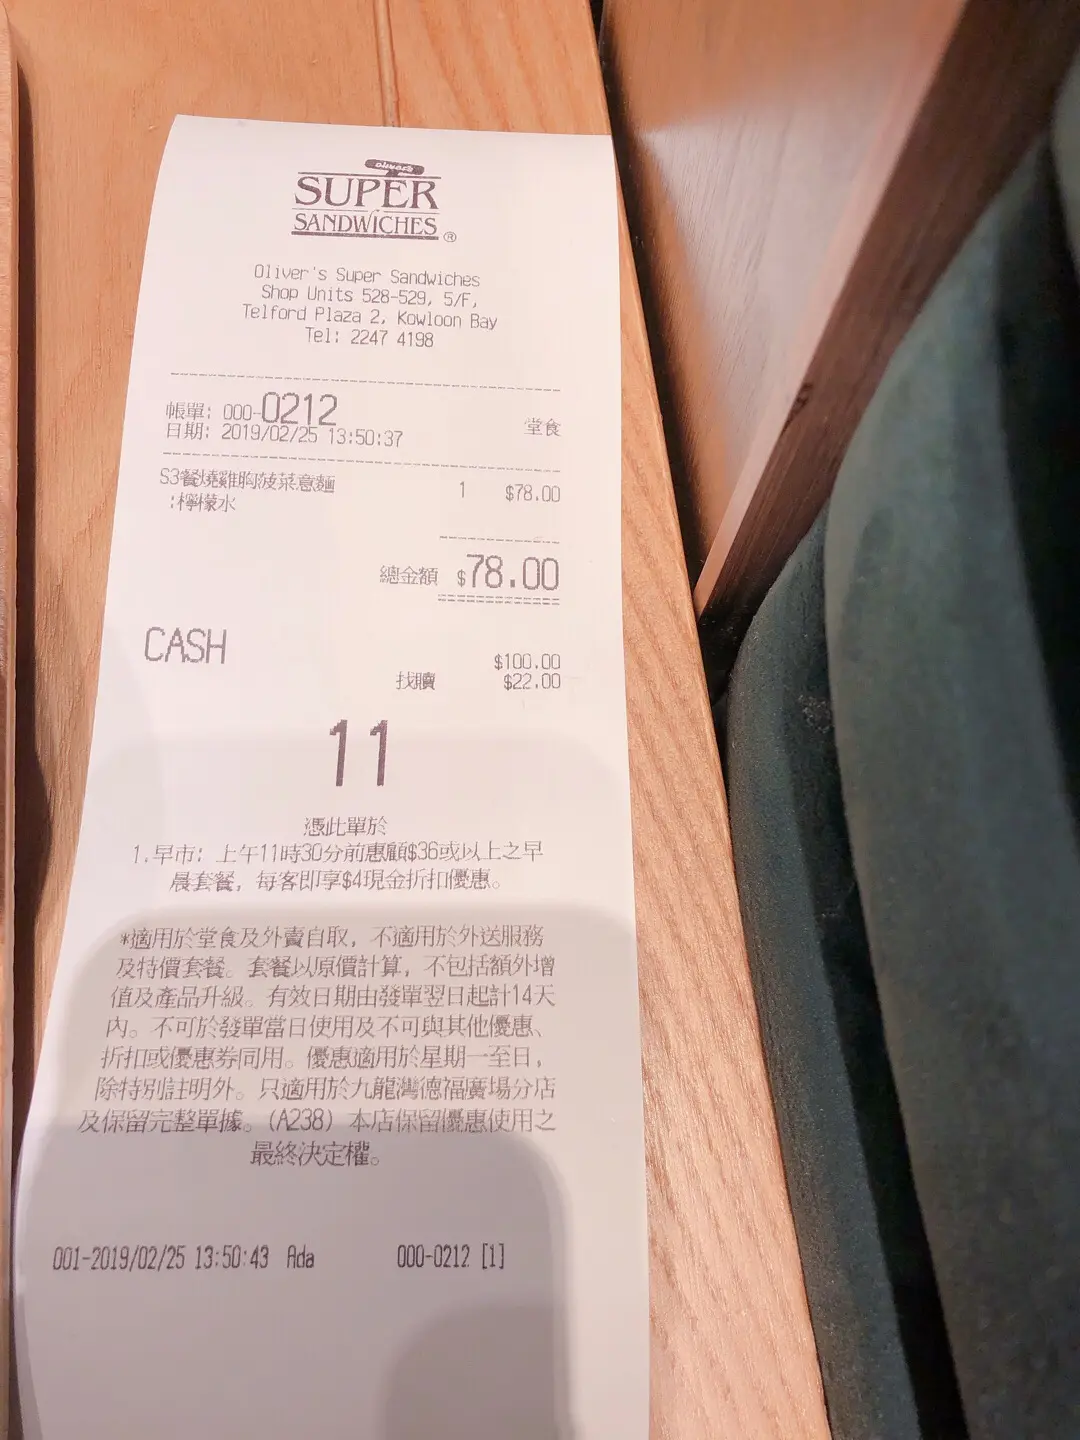 Oliver's
SUPER
SANDWICHES ®
Oliver's Super Sandwiches
Shop Units 528-529, 5/F,
Telford Plaza 2, Kowloon Bay
Tel: 2247 4198
帳單: 000-0212 堂食
日期: 2019/02/25 13:50:37
S3餐燒雞胸菠菜意麵 1 $78.00
:檸檬水
總金額 $78.00
CASH
$100.00
找贖 $22.00
11
憑此單於
1.早市: 上午11時30分前惠顧$36或以上之早
晨套餐, 每客即享$4現金折扣優惠。
*適用於堂食及外賣自取, 不適用於外送服務
及特價套餐。套餐以原價計算, 不包括額外增
值及產品升級。有效日期由發單翌日起計14天
內。不可於發單當日使用及不可與其他優惠、
折扣或優惠券同用。優惠適用於星期一至日,
除特別註明外。只適用於九龍灣德福廣場分店
及保留完整單據。(A238) 本店保留優惠使用之
最終決定權。
001-2019/02/25 13:50:43 Ada 000-0212 [1]